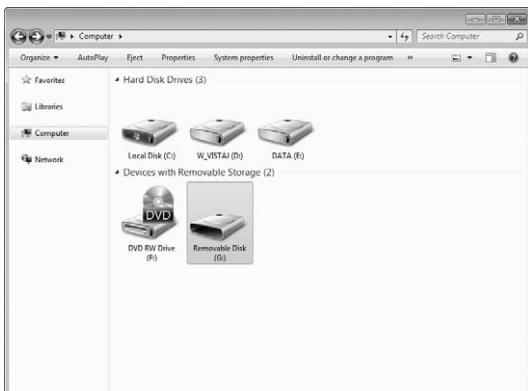 Computer
Search Computer
Organize
AutoPlay
Eject
Properties
System properties
Uninstall or change a program
»
Favorites
Libraries
Computer
Network
Hard Disk Drives (3)
Local Disk (C:)
W_VISTAJ (D:)
DATA (E:)
Devices with Removable Storage (2)
DVD
DVD RW Drive
(F:)
Removable Disk
(G:)